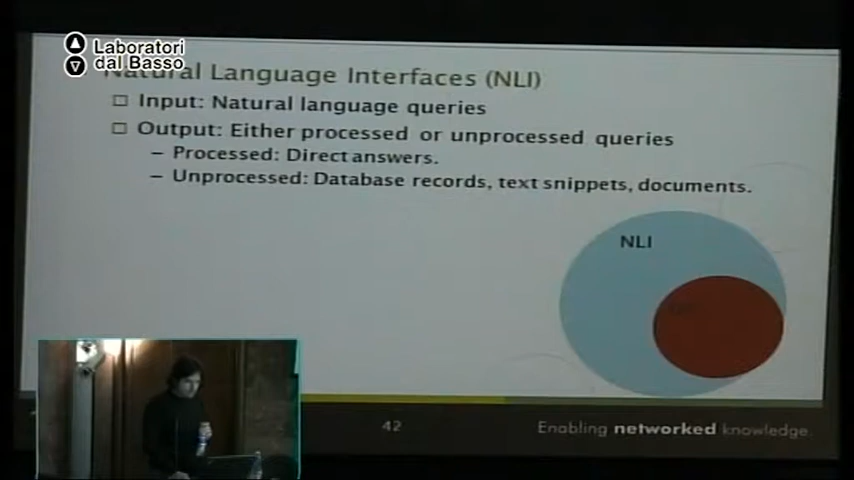 Laboratori
dal Basso
Natural Language Interfaces (NLI)
□ Input: Natural language queries
□ Output: Either processed or unprocessed queries
– Processed: Direct answers.
– Unprocessed: Database records, text snippets, documents.
NLI
42
Enabling networked knowledge.